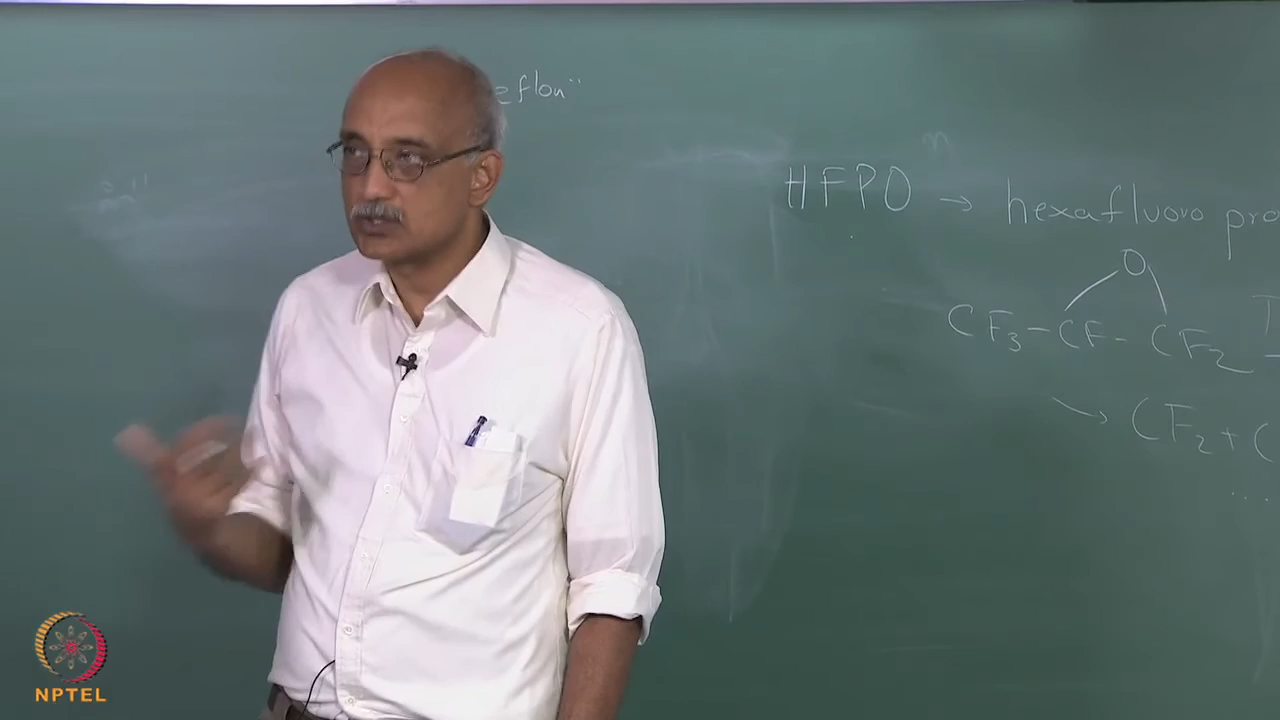 eflon"
HFPO → hexafluoro pro
O
CF₃-CF-CF₂
↘ CF₂+C
....
NPTEL